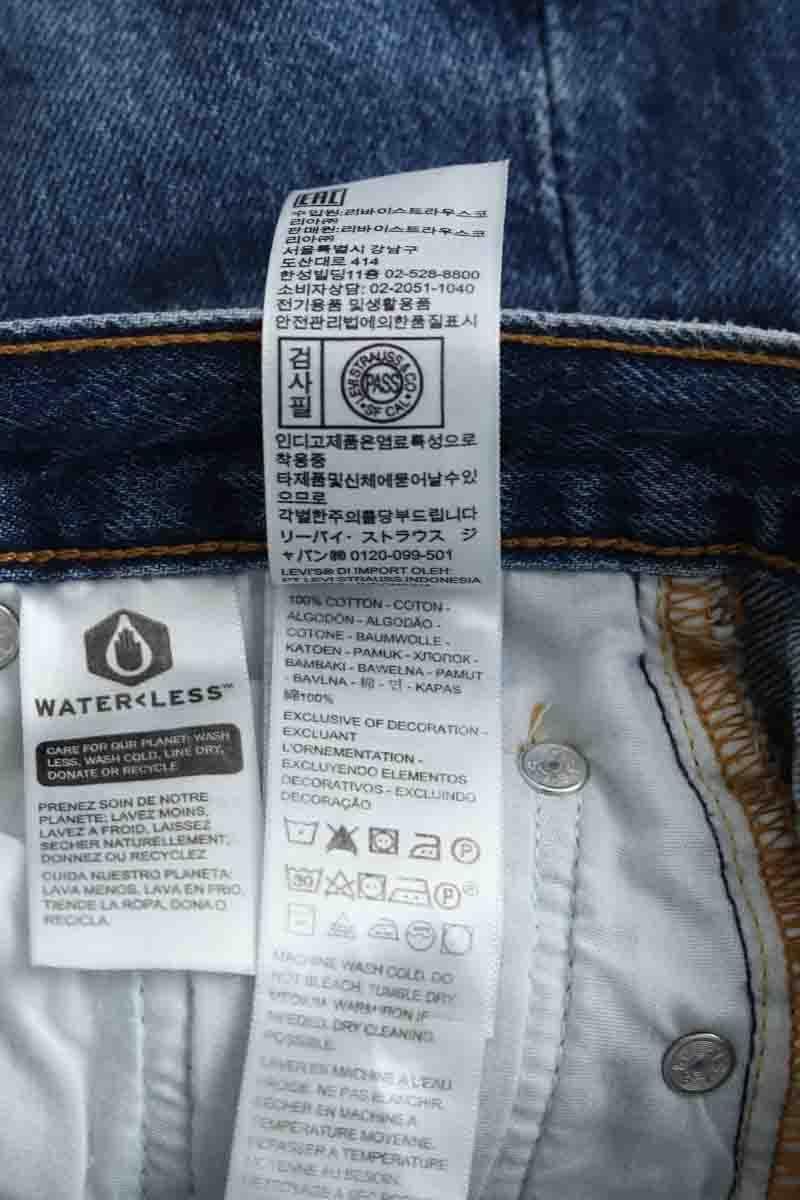 EAC
수입원:리바이스트라우스코
리아㈜
판매원:리바이스트라우스코
리아㈜
서울특별시 강남구
도산대로 414
한성빌딩11층 02-528-8800
소비자상담: 02-2051-1040
전기용품 및생활용품
안전관리법에의한품질표시
검사필
LEVI STRAUSS & CO
PASS
SF CAL
인디고제품은염료특성으로
착용중
타제품및신체에묻어날수있
으므로
각별한주의를당부드립니다
リーバイ・ストラウス ジ
ャパン㈱ 0120-099-501
LEVI'S® DI IMPORT OLEH:
PT LEVI STRAUSS INDONESIA
100% COTTON - COTON -
ALGODÓN - ALGODÃO -
COTONE - BAUMWOLLE -
KATOEN - PAMUK - ХЛОПОК -
BAMBAKI - BAWELNA - PAMUT
- BAVLNA - 棉 - 면 - KAPAS
綿100%
EXCLUSIVE OF DECORATION -
EXCLUANT
L'ORNEMENTATION -
EXCLUYENDO ELEMENTOS
DECORATIVOS - EXCLUINDO
DECORAÇÃO
P
30 P
MACHINE WASH COLD, DO
NOT BLEACH, TUMBLE DRY
MEDIUM, WARM IRON IF
NEEDED, DRY CLEANING
POSSIBLE.
LAVER EN MACHINE A L'EAU
FROIDE, NE PAS BLANCHIR,
SECHER EN MACHINE A
TEMPERATURE MOYENNE,
REPASSER A TEMPERATURE
MOYENNE AU BESOIN,
NETTOYAGE A SEC POSSIBLE
WATER<LESS™
CARE FOR OUR PLANET: WASH
LESS, WASH COLD, LINE DRY,
DONATE OR RECYCLE
PRENEZ SOIN DE NOTRE
PLANETE: LAVEZ MOINS,
LAVEZ A FROID, LAISSEZ
SECHER NATURELLEMENT,
DONNEZ OU RECYCLEZ
CUIDA NUESTRO PLANETA:
LAVA MENOS, LAVA EN FRIO,
TIENDE LA ROPA, DONA O
RECICLA